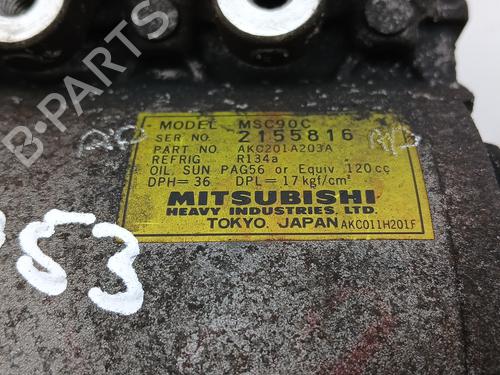 MODEL MSC90C
SER NO. 2155816
PART NO. AKC201A203A
REFRIG R134a
OIL, SUN PAG56 or Equiv. 120cc
DPH= 36 DPL= 17kgf/cm²
MITSUBISHI
HEAVY INDUSTRIES, LTD.
TOKYO, JAPAN AKC011H201F
53
B-PARTS